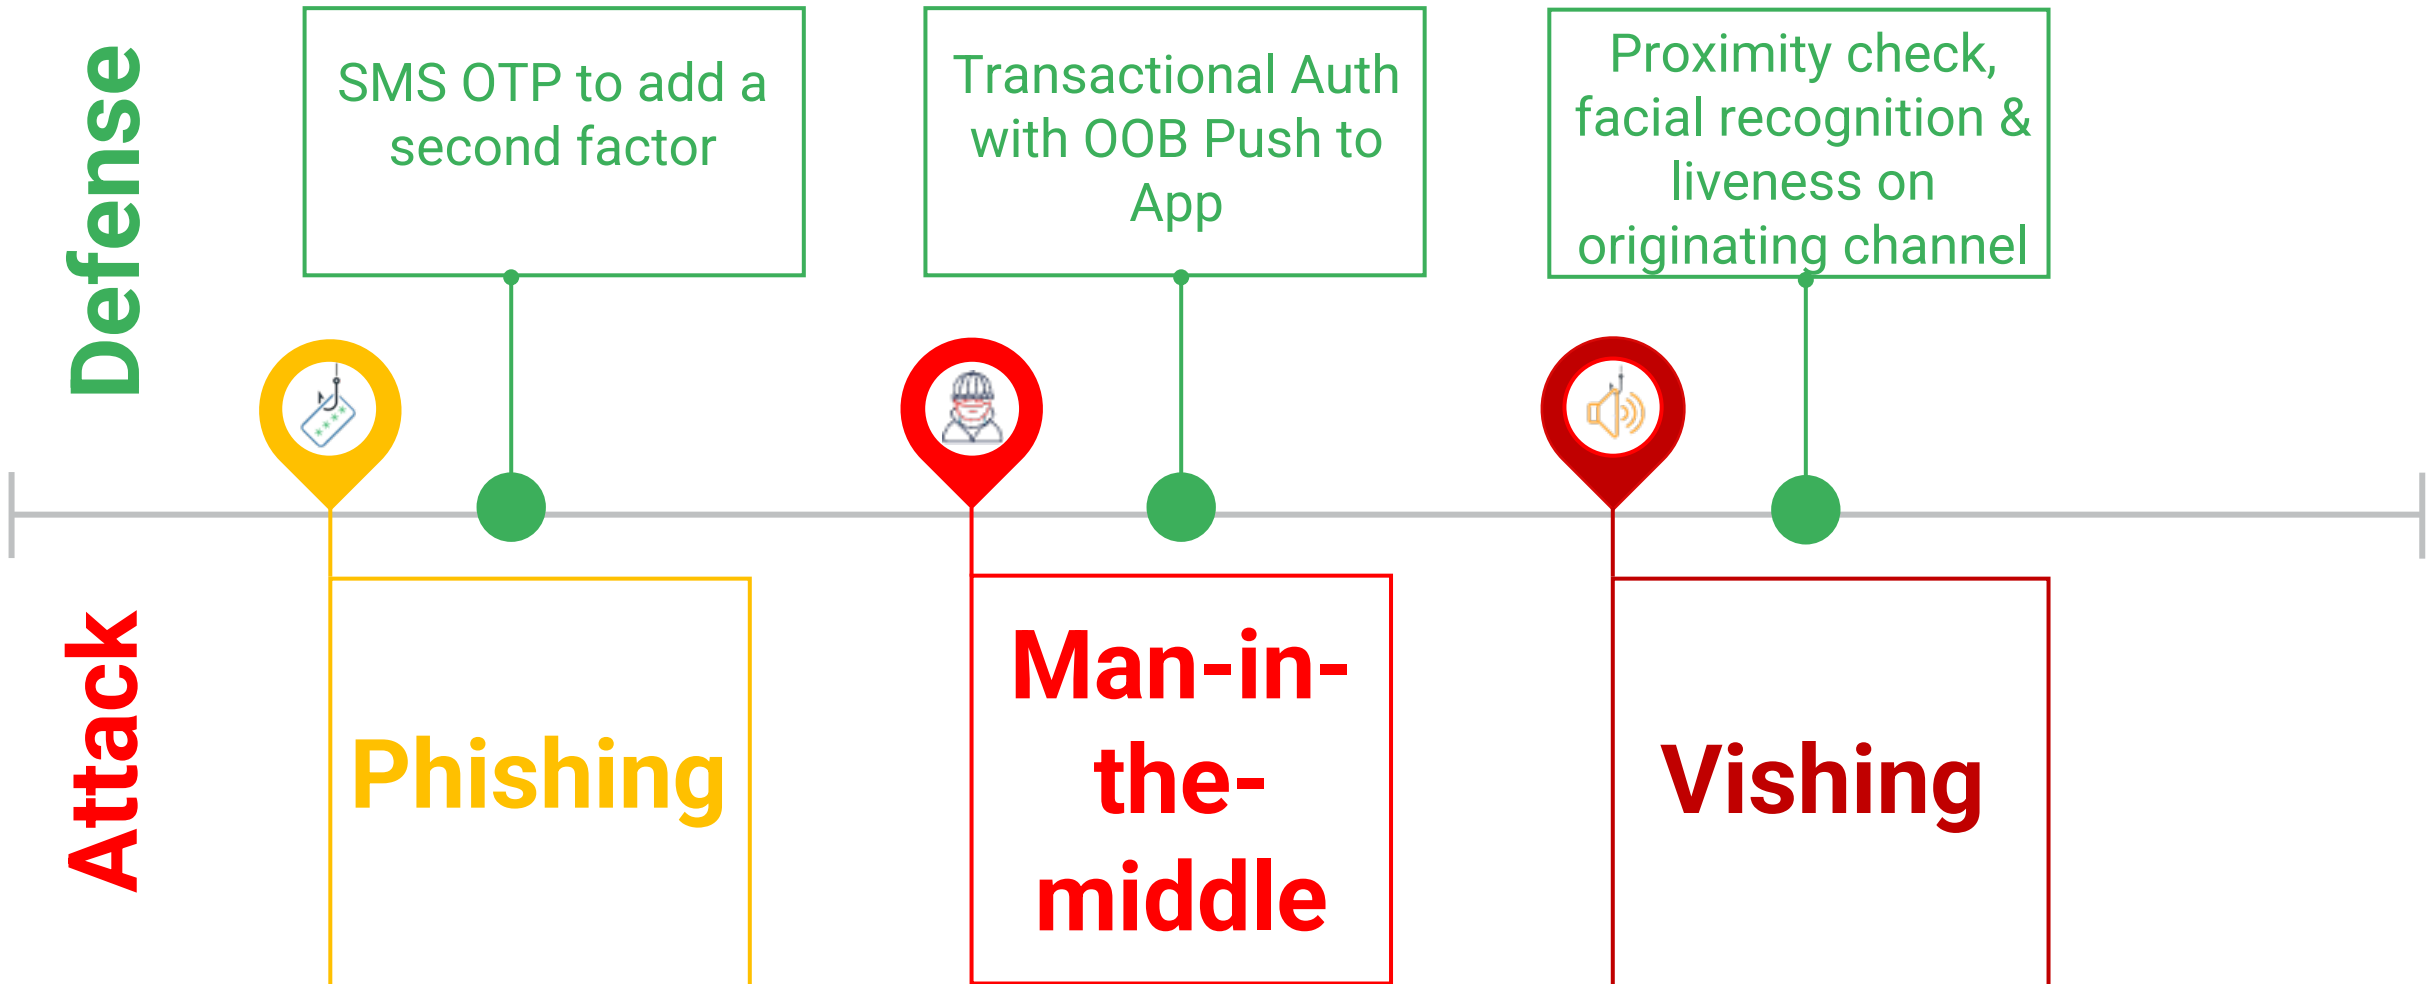 Defense
SMS OTP to add a
second factor
Transactional Auth
with OOB Push to
App
Proximity check,
facial recognition &
liveness on
originating channel
Attack
Phishing
Man-in-
the-
middle
Vishing